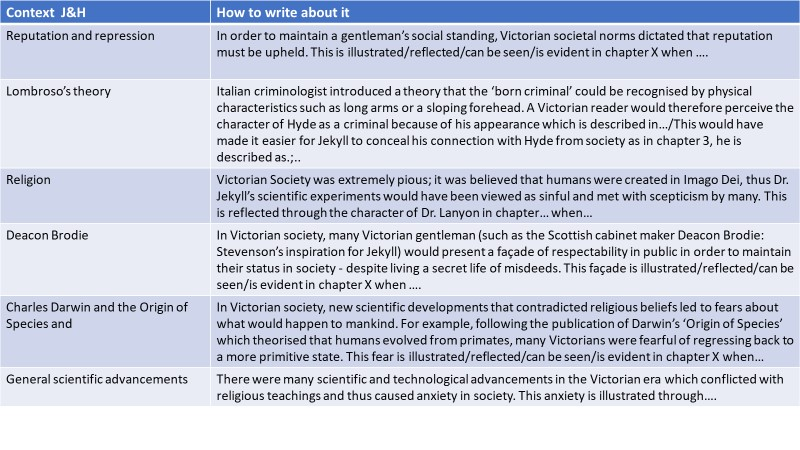 Context J&H
How to write about it
Reputation and repression
In order to maintain a gentleman's social standing, Victorian societal norms dictated that reputation
must be upheld. This is illustrated/reflected/can be seen/is evident in chapter X when ....
Lombroso's theory
Italian criminologist introduced a theory that the 'born criminal' could be recognised by physical
characteristics such as long arms or a sloping forehead. A Victorian reader would therefore perceive the
character of Hyde as a criminal because of his appearance which is described in.../This would have
made it easier for Jekyll to conceal his connection with Hyde from society as in chapter 3, he is
described as.;..
Religion
Victorian Society was extremely pious; it was believed that humans were created in Imago Dei, thus Dr.
Jekyll's scientific experiments would have been viewed as sinful and met with scepticism by many. This
is reflected through the character of Dr. Lanyon in chapter... when...
Deacon Brodie
In Victorian society, many Victorian gentleman (such as the Scottish cabinet maker Deacon Brodie:
Stevenson's inspiration for Jekyll) would present a façade of respectability in public in order to maintain
their status in society - despite living a secret life of misdeeds. This façade is illustrated/reflected/can be
seen/is evident in chapter X when ....
Charles Darwin and the Origin of
Species and
In Victorian society, new scientific developments that contradicted religious beliefs led to fears about
what would happen to mankind. For example, following the publication of Darwin's 'Origin of Species'
which theorised that humans evolved from primates, many Victorians were fearful of regressing back to
a more primitive state. This fear is illustrated/reflected/can be seen/is evident in chapter X when...
General scientific advancements
There were many scientific and technological advancements in the Victorian era which conflicted with
religious teachings and thus caused anxiety in society. This anxiety is illustrated through....